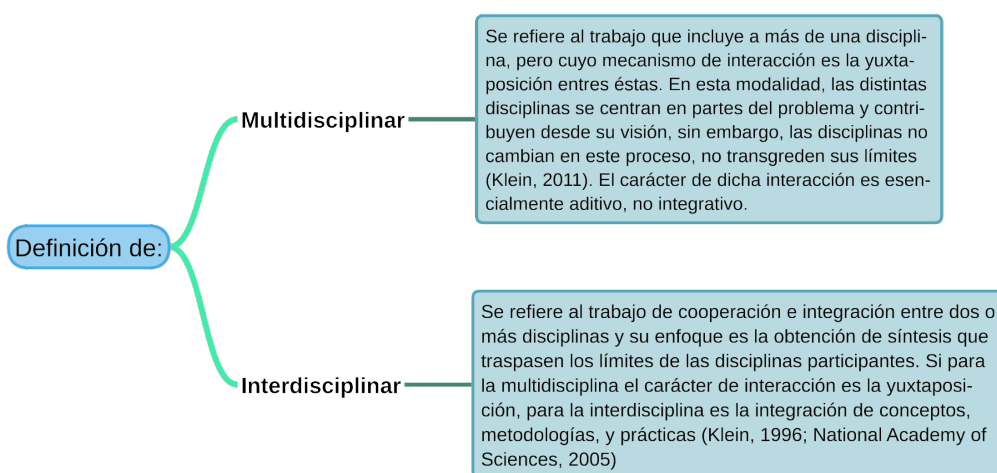 Se refiere al trabajo que incluye a más de una discipli-
na, pero cuyo mecanismo de interacción es la yuxta-
posición entres éstas. En esta modalidad, las distintas
disciplinas se centran en partes del problema y contri-
buyen desde su visión, sin embargo, las disciplinas no
cambian en este proceso, no transgreden sus límites
(Klein, 2011). El carácter de dicha interacción es esen-
cialmente aditivo, no integrativo.
Multidisciplinar
Definición de:
Interdisciplinar
Se refiere al trabajo de cooperación e integración entre dos o
más disciplinas y su enfoque es la obtención de síntesis que
traspasen los límites de las disciplinas participantes. Si para
la multidisciplina el carácter de interacción es la yuxtaposi-
ción, para la interdisciplina es la integración de conceptos,
metodologías, y prácticas (Klein, 1996; National Academy of
Sciences, 2005)